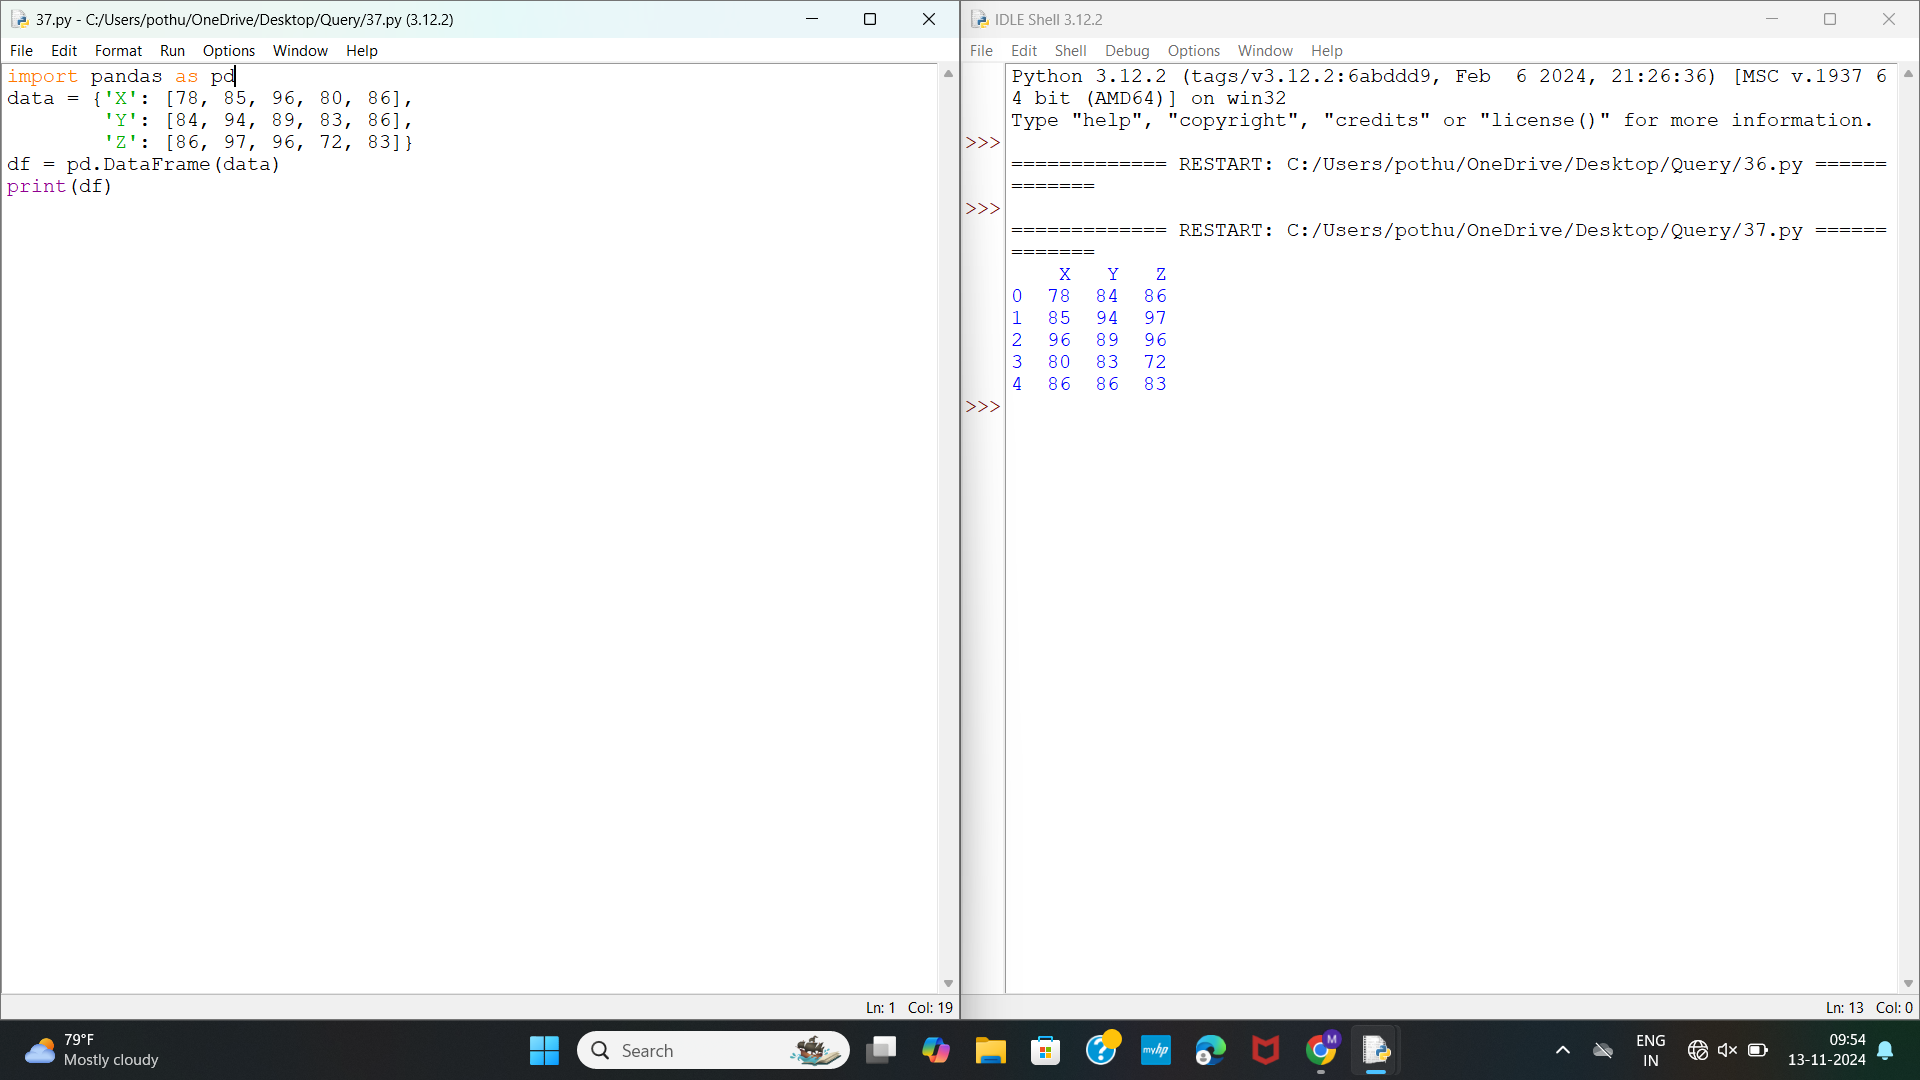 37.py - C:/Users/pothu/OneDrive/Desktop/Query/37.py (3.12.2)
File Edit Format Run Options Window Help
import pandas as pd
data = {'X': [78, 85, 96, 80, 86],
        'Y': [84, 94, 89, 83, 86],
        'Z': [86, 97, 96, 72, 83]}
df = pd.DataFrame(data)
print(df)
Ln: 1 Col: 19
IDLE Shell 3.12.2
File Edit Shell Debug Options Window Help
Python 3.12.2 (tags/v3.12.2:6abddd9, Feb  6 2024, 21:26:36) [MSC v.1937 6
4 bit (AMD64)] on win32
Type "help", "copyright", "credits" or "license()" for more information.
>>>
============= RESTART: C:/Users/pothu/OneDrive/Desktop/Query/36.py ======
=======
>>>
============= RESTART: C:/Users/pothu/OneDrive/Desktop/Query/37.py ======
=======
    X   Y   Z
0  78  84  86
1  85  94  97
2  96  89  96
3  80  83  72
4  86  86  83
>>>
Ln: 13 Col: 0
79°F
Mostly cloudy
Search
myhp
M
ENG
IN
09:54
13-11-2024